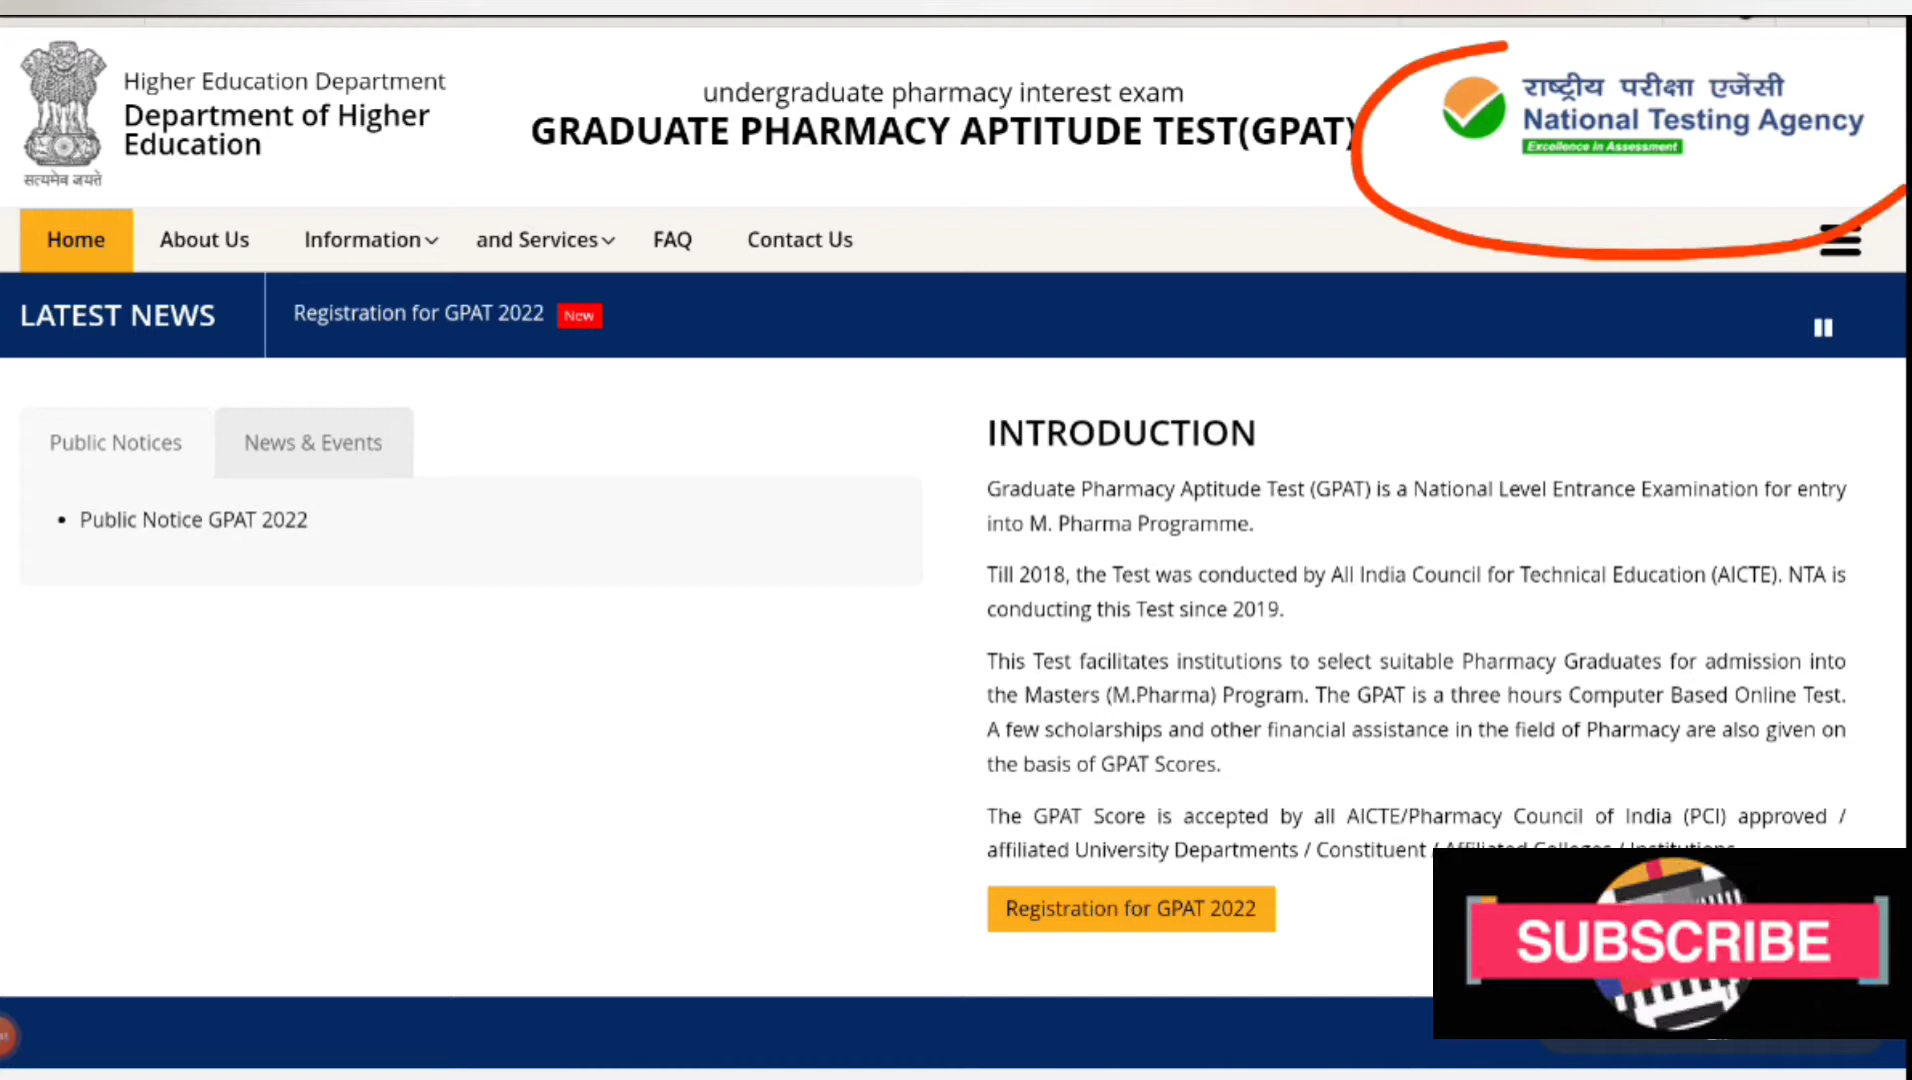 Higher Education Department
Department of Higher
Education
सत्यमेव जयते
undergraduate pharmacy interest exam
GRADUATE PHARMACY APTITUDE TEST(GPAT)
राष्ट्रीय परीक्षा एजेंसी
National Testing Agency
Excellence in Assessment
Home
About Us
Information
and Services
FAQ
Contact Us
LATEST NEWS
Registration for GPAT 2022
New
Public Notices
News & Events
• Public Notice GPAT 2022
INTRODUCTION
Graduate Pharmacy Aptitude Test (GPAT) is a National Level Entrance Examination for entry
into M. Pharma Programme.
Till 2018, the Test was conducted by All India Council for Technical Education (AICTE). NTA is
conducting this Test since 2019.
This Test facilitates institutions to select suitable Pharmacy Graduates for admission into
the Masters (M.Pharma) Program. The GPAT is a three hours Computer Based Online Test.
A few scholarships and other financial assistance in the field of Pharmacy are also given on
the basis of GPAT Scores.
The GPAT Score is accepted by all AICTE/Pharmacy Council of India (PCI) approved /
affiliated University Departments / Constituent / Affiliated Colleges / Institutions
Registration for GPAT 2022
SUBSCRIBE